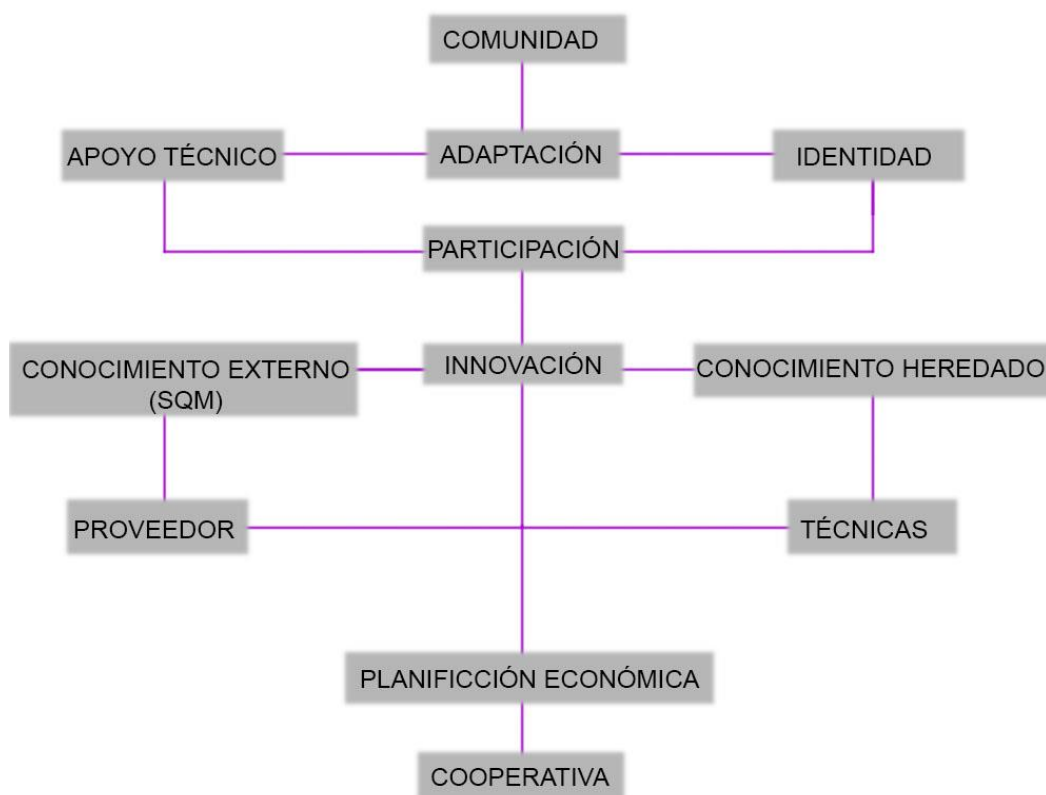 COMUNIDAD
APOYO TÉCNICO
ADAPTACIÓN
IDENTIDAD
PARTICIPACIÓN
CONOCIMIENTO EXTERNO
(SQM)
INNOVACIÓN
CONOCIMIENTO HEREDADO
PROVEEDOR
TÉCNICAS
PLANIFICCIÓN ECONÓMICA
COOPERATIVA